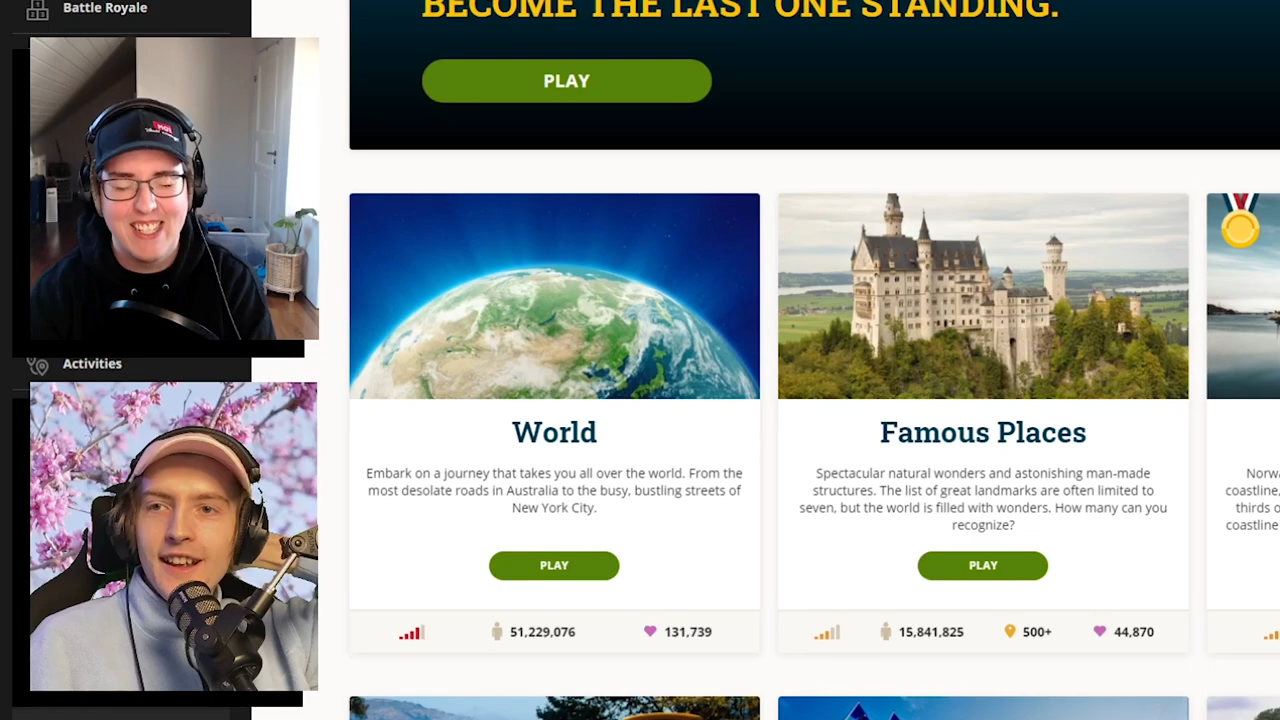 Battle Royale
BECOME THE LAST ONE STANDING.
PLAY
Activities
World
Embark on a journey that takes you all over the world. From the
most desolate roads in Australia to the busy, bustling streets of
New York City.
PLAY
51,229,076 131,739
Famous Places
Spectacular natural wonders and astonishing man-made
structures. The list of great landmarks are often limited to
seven, but the world is filled with wonders. How many can you
recognize?
PLAY
15,841,825 500+ 44,870
coastline,
coastline